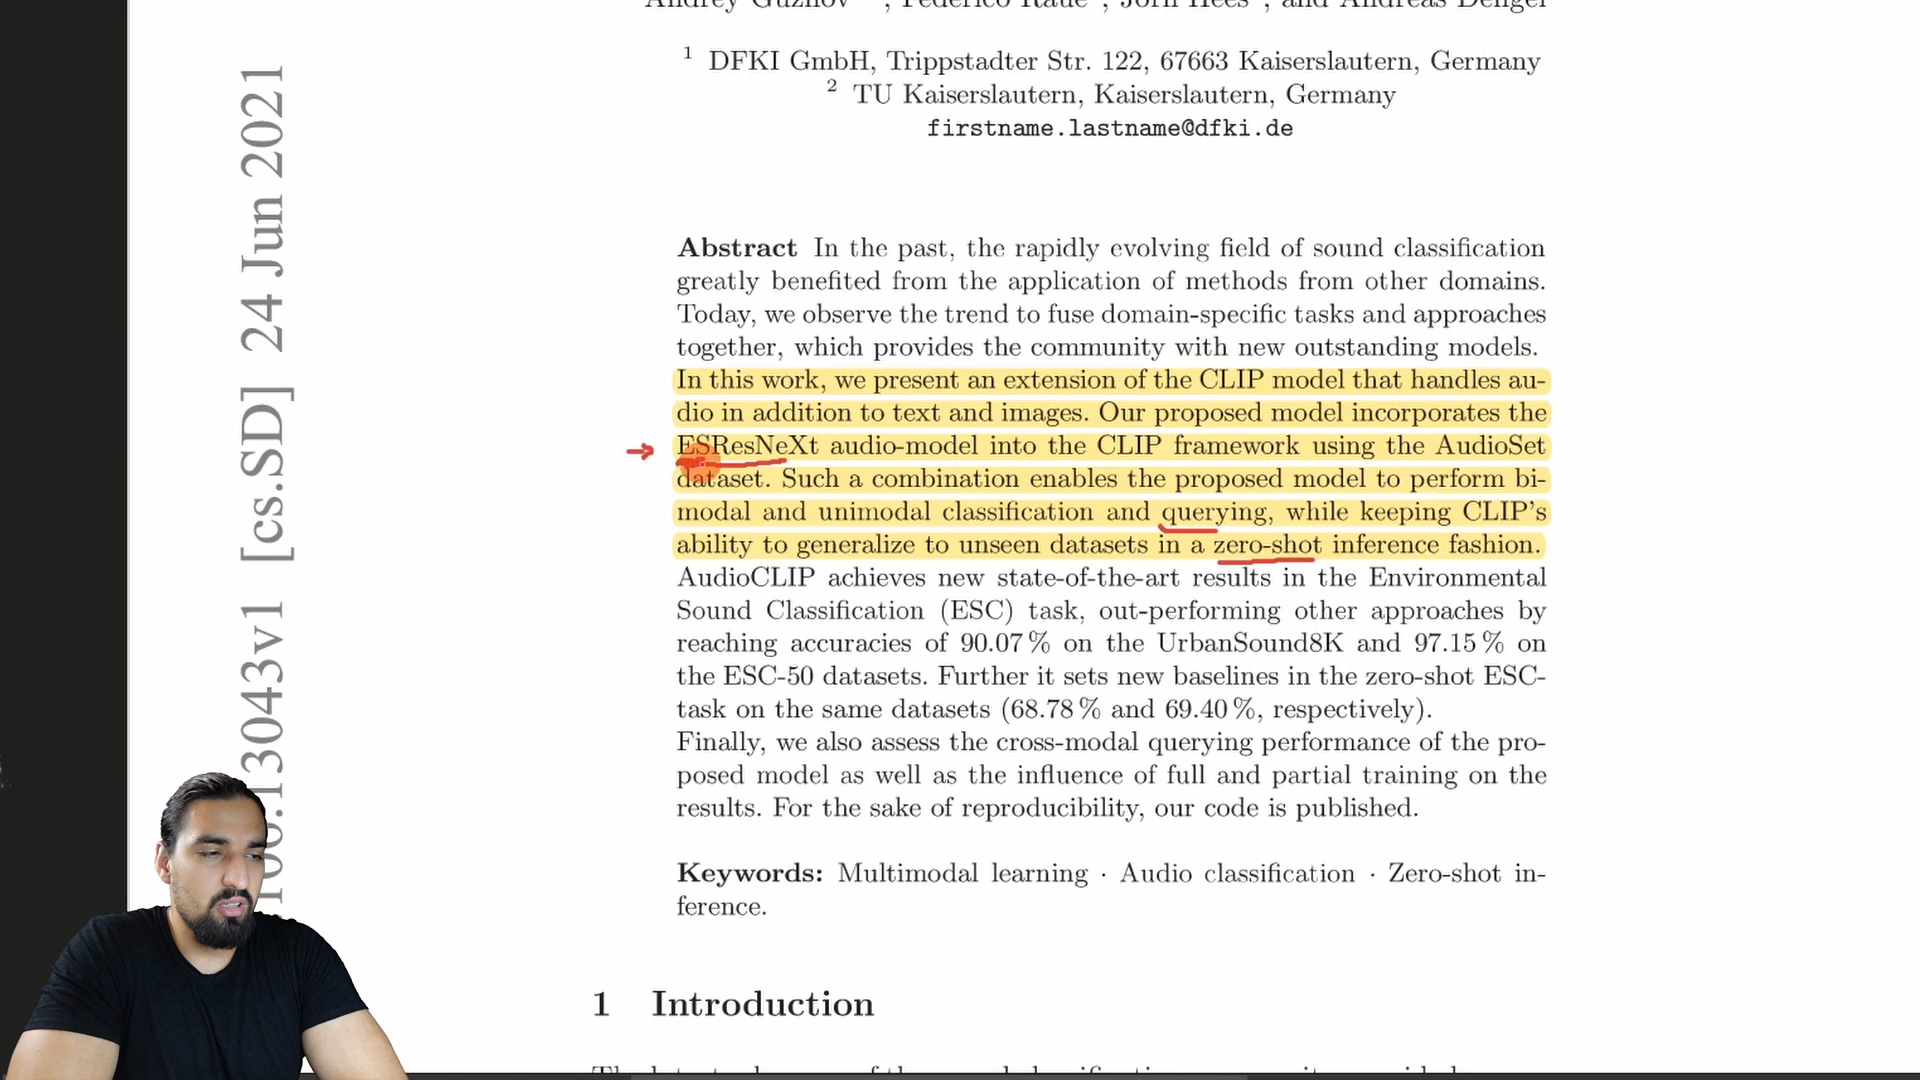 Andrey Guzhov , Federico Raue , Jörn Hees , and Andreas Dengel
1 DFKI GmbH, Trippstadter Str. 122, 67663 Kaiserslautern, Germany
2 TU Kaiserslautern, Kaiserslautern, Germany
firstname.lastname@dfki.de
[cs.SD] 24 Jun 2021
.13043v1
Abstract In the past, the rapidly evolving field of sound classification
greatly benefited from the application of methods from other domains.
Today, we observe the trend to fuse domain-specific tasks and approaches
together, which provides the community with new outstanding models.
In this work, we present an extension of the CLIP model that handles au-
dio in addition to text and images. Our proposed model incorporates the
ESResNeXt audio-model into the CLIP framework using the AudioSet
dataset. Such a combination enables the proposed model to perform bi-
modal and unimodal classification and querying, while keeping CLIP's
ability to generalize to unseen datasets in a zero-shot inference fashion.
AudioCLIP achieves new state-of-the-art results in the Environmental
Sound Classification (ESC) task, out-performing other approaches by
reaching accuracies of 90.07 % on the UrbanSound8K and 97.15 % on
the ESC-50 datasets. Further it sets new baselines in the zero-shot ESC-
task on the same datasets (68.78 % and 69.40 %, respectively).
Finally, we also assess the cross-modal querying performance of the pro-
posed model as well as the influence of full and partial training on the
results. For the sake of reproducibility, our code is published.
Keywords: Multimodal learning · Audio classification · Zero-shot in-
ference.
1 Introduction